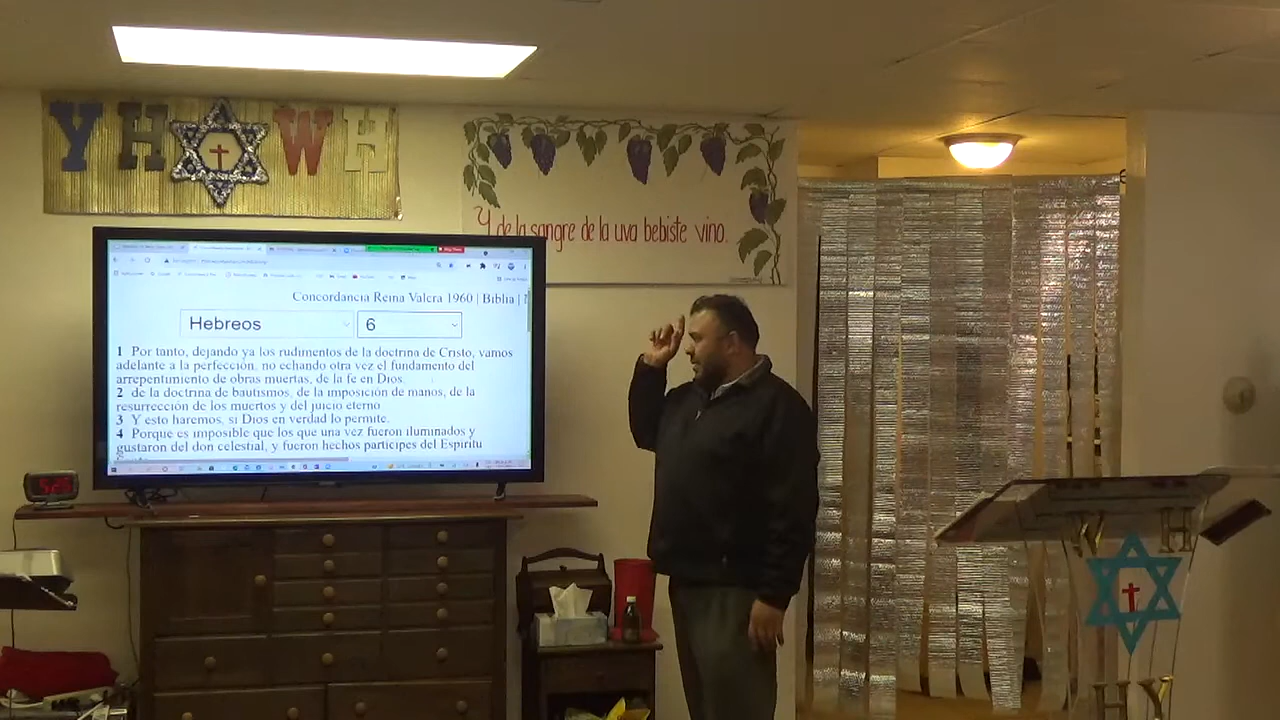 YH WH
Y de la sangre de la uva bebiste vino.
Concordancia Reina Valera 1960 | Biblia |
Hebreos 6
1 Por tanto, dejando ya los rudimentos de la doctrina de Cristo, vamos
adelante a la perfección, no echando otra vez el fundamento del
arrepentimiento de obras muertas, de la fe en Dios,
2 de la doctrina de bautismos, de la imposición de manos, de la
resurrección de los muertos y del juicio eterno.
3 Y esto haremos, si Dios en verdad lo permite.
4 Porque es imposible que los que una vez fueron iluminados y
gustaron del don celestial, y fueron hechos partícipes del Espíritu
5:26